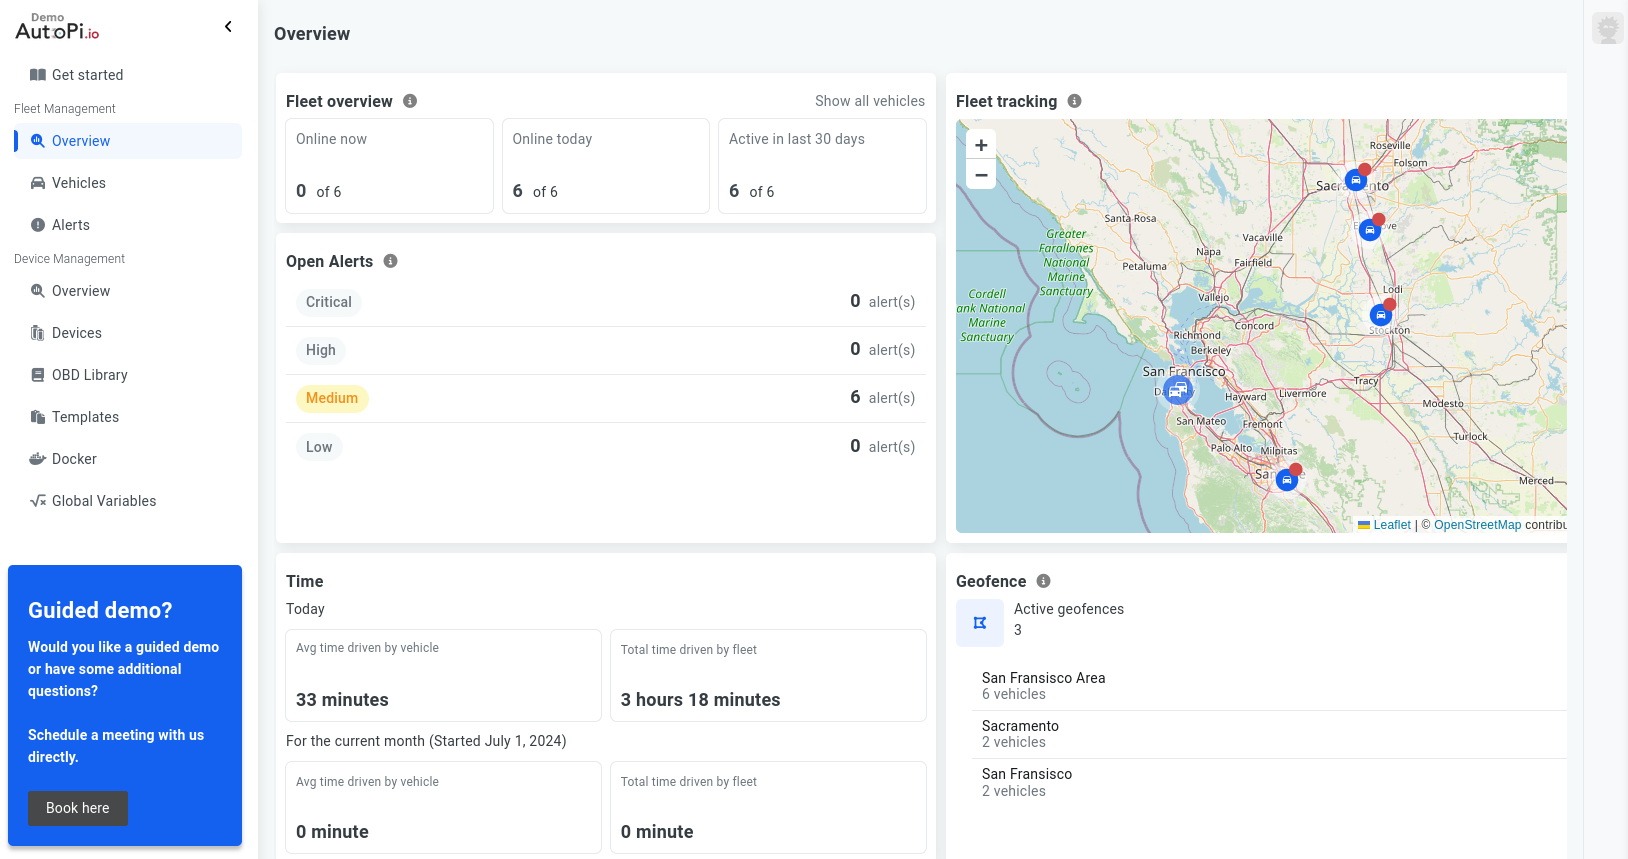 Demo
AutoPi.io
Get started
Fleet Management
Overview
Vehicles
Alerts
Device Management
Overview
Devices
OBD Library
Templates
Docker
Global Variables
Guided demo?
Would you like a guided demo
or have some additional
questions?
Schedule a meeting with us
directly.
Book here
Overview
Fleet overview
Show all vehicles
Online now
0 of 6
Online today
6 of 6
Active in last 30 days
6 of 6
Open Alerts
Critical
0 alert(s)
High
0 alert(s)
Medium
6 alert(s)
Low
0 alert(s)
Fleet tracking
+
−
Roseville
Folsom
Santa Rosa
Greater
Farallones
National
Marine
Sanctuary
Vacaville
Napa
Fairfield
Petaluma
Lodi
Vallejo
Cordell
ank National
Marine
Sanctuary
Concord
Stockton
Richmond
Berkeley
San Francisco
Tracy
Hayward
Livermore
Modesto
San Mateo
Fremont
Turlock
Palo Alto
Milpitas
Merced
Leaflet | © OpenStreetMap contribu
Time
Today
Avg time driven by vehicle
33 minutes
Total time driven by fleet
3 hours 18 minutes
For the current month (Started July 1, 2024)
Avg time driven by vehicle
0 minute
Total time driven by fleet
0 minute
Geofence
Active geofences
3
San Fransisco Area
6 vehicles
Sacramento
2 vehicles
San Fransisco
2 vehicles